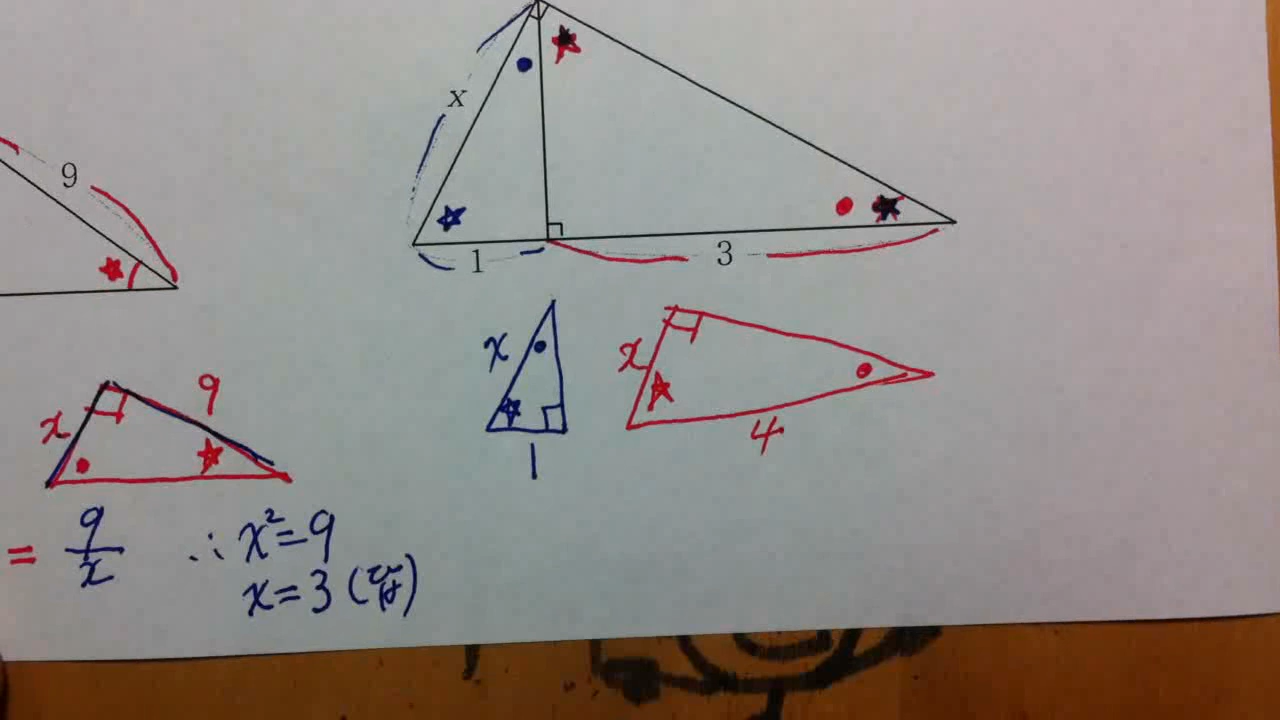 x
9
1
3
x
9
x
1
x
4
= 9/x ∴ x²=9
x=3